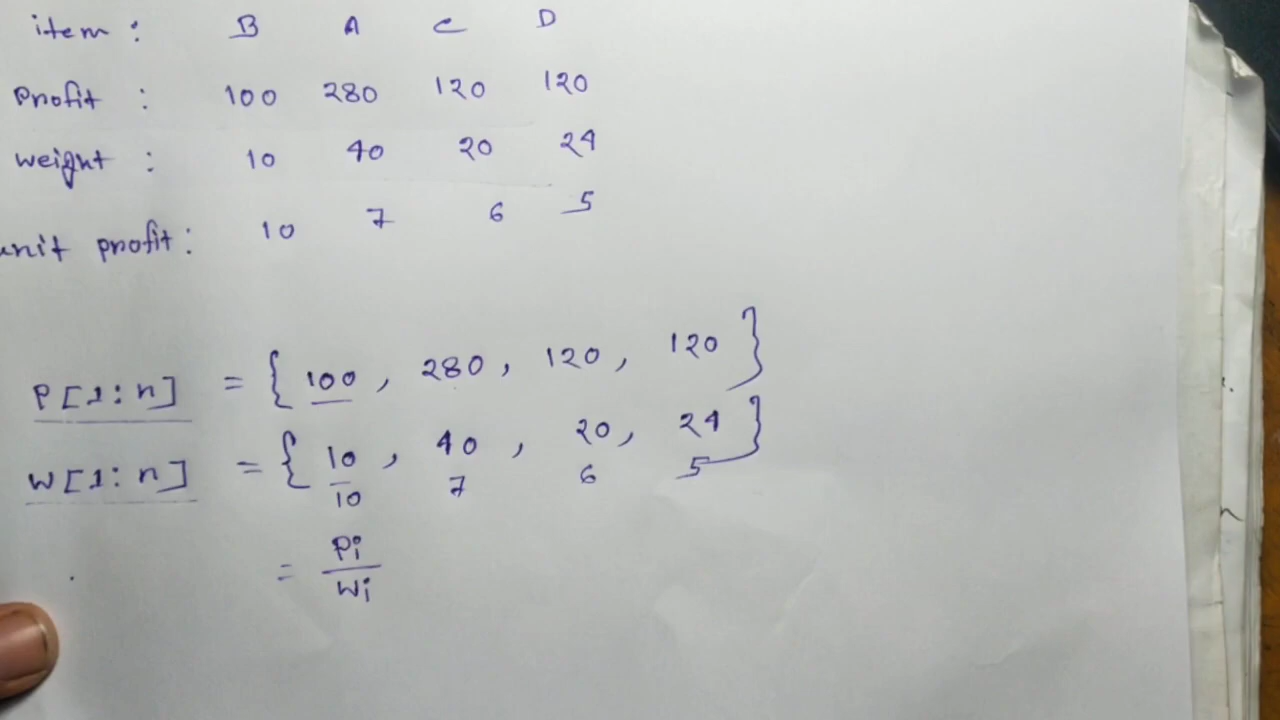 item : B A C D
Profit : 100 280 120 120
weight : 10 40 20 24
unit profit : 10 7 6 5
P[1:n] = { 100 , 280 , 120 , 120 }
W[1:n] = { 10 , 40 , 20 , 24 }
10 7 6 5
= Pi
Wi